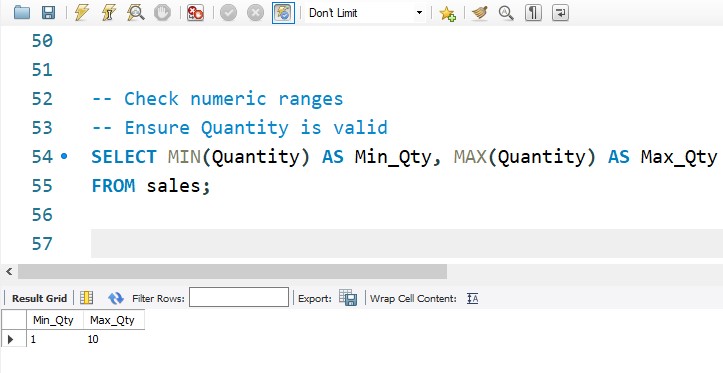 Don't Limit
50
51
52 -- Check numeric ranges
53 -- Ensure Quantity is valid
54 SELECT MIN(Quantity) AS Min_Qty, MAX(Quantity) AS Max_Qty
55 FROM sales;
56
57
Result Grid Filter Rows: Export: Wrap Cell Content:
Min_Qty Max_Qty
1 10